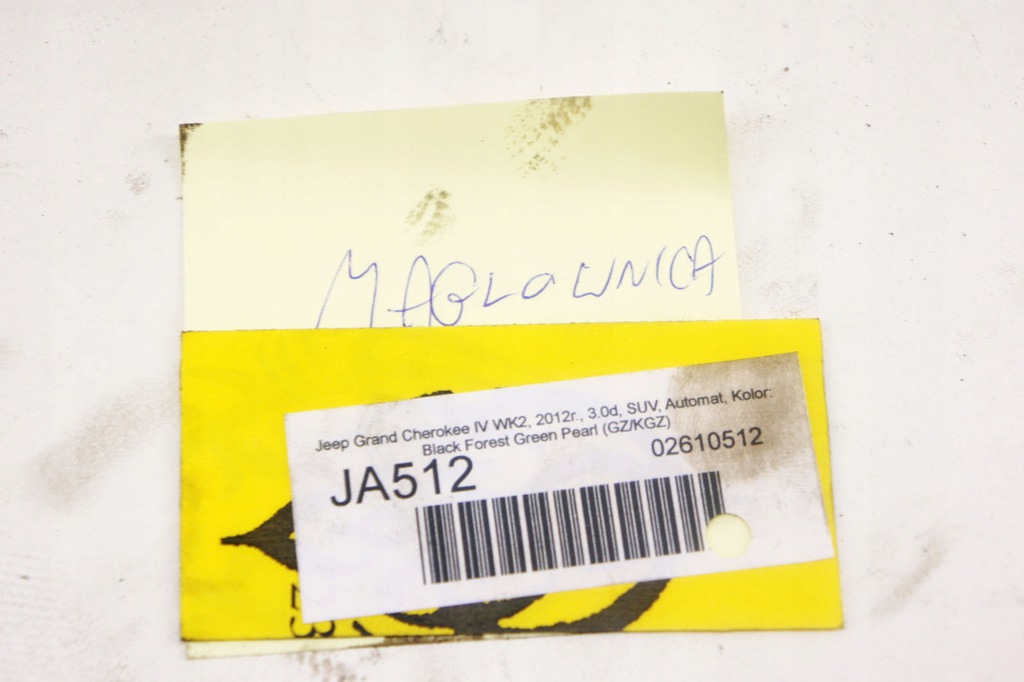 MAGLOWNICA
Jeep Grand Cherokee IV WK2, 2012r., 3.0d, SUV, Automat, Kolor:
Black Forest Green Pearl (GZ/KGZ)
JA512
02610512
23